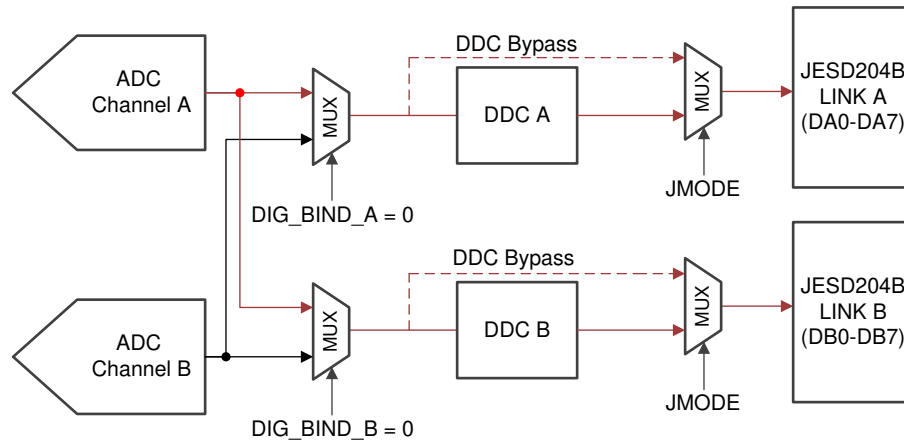 ADC
Channel A
MUX
DIG_BIND_A = 0
DDC Bypass
DDC A
MUX
JMODE
JESD204B
LINK A
(DA0-DA7)
ADC
Channel B
MUX
DIG_BIND_B = 0
DDC Bypass
DDC B
MUX
JMODE
JESD204B
LINK B
(DB0-DB7)